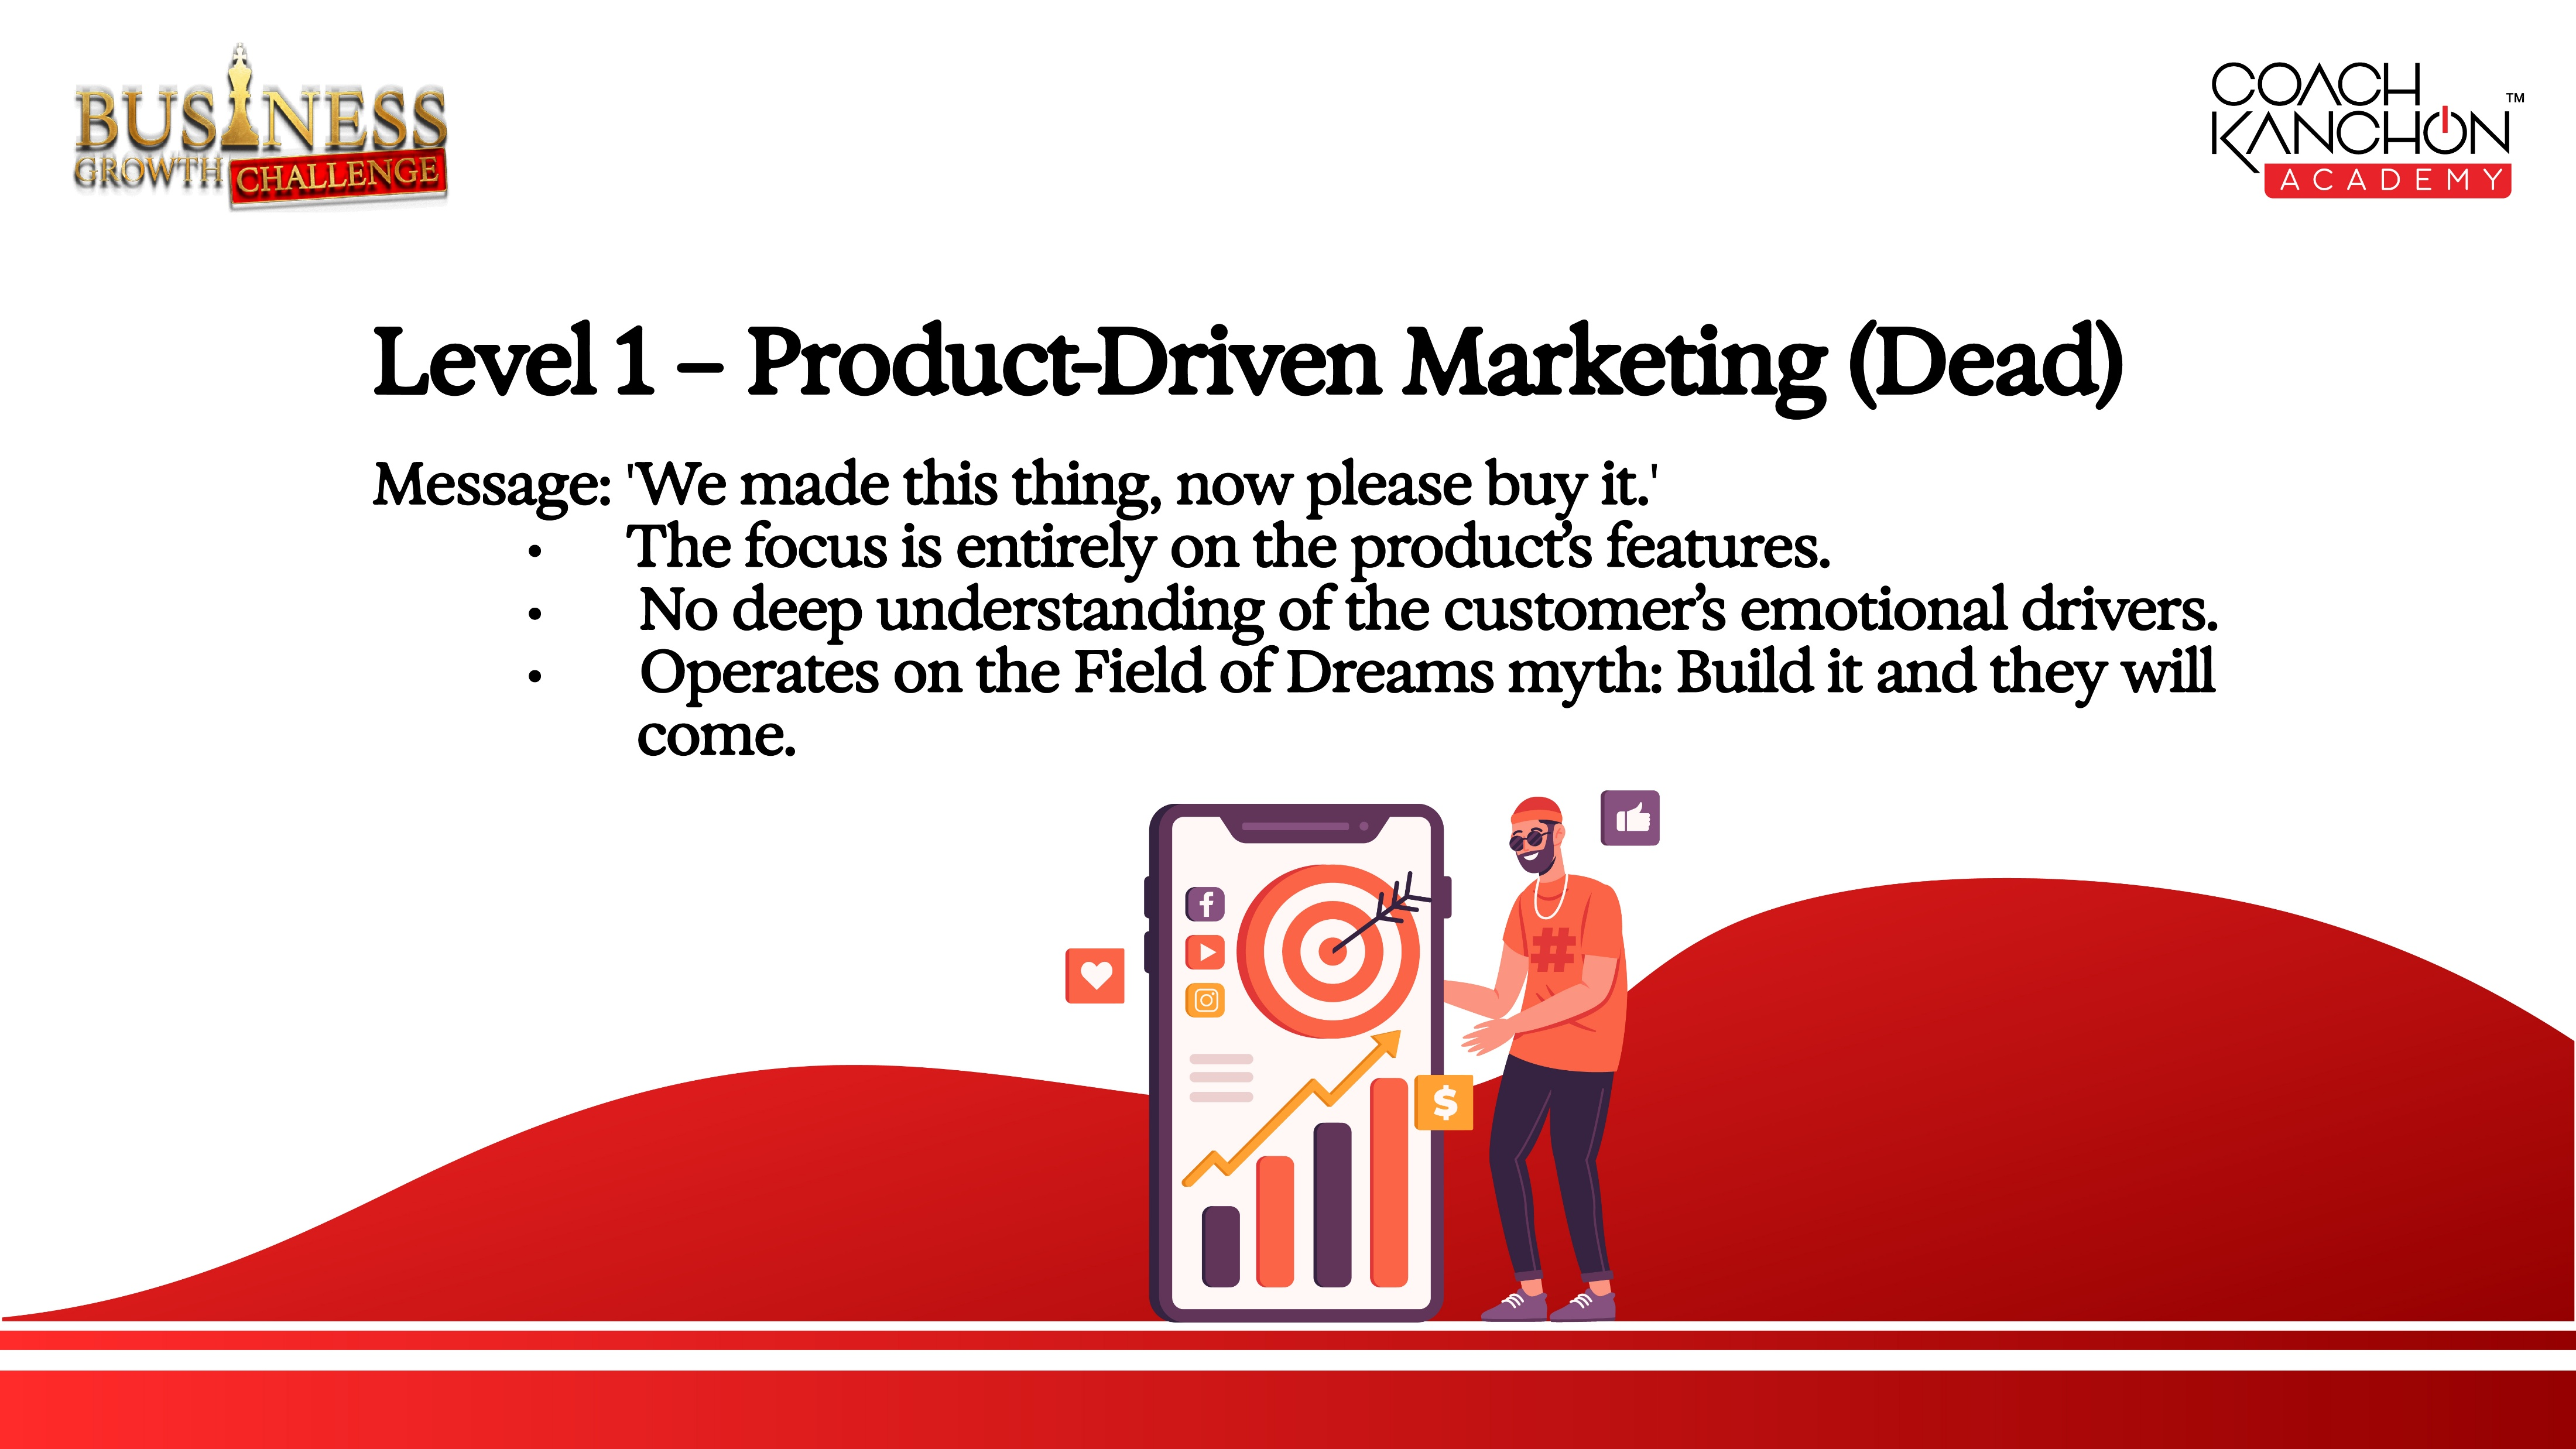 BUSINESS
GROWTH CHALLENGE
COACH
KANCHON
ACADEMY
TM
Level 1 – Product-Driven Marketing (Dead)
Message: 'We made this thing, now please buy it.'
• The focus is entirely on the product’s features.
• No deep understanding of the customer’s emotional drivers.
• Operates on the Field of Dreams myth: Build it and they will
come.
#
$